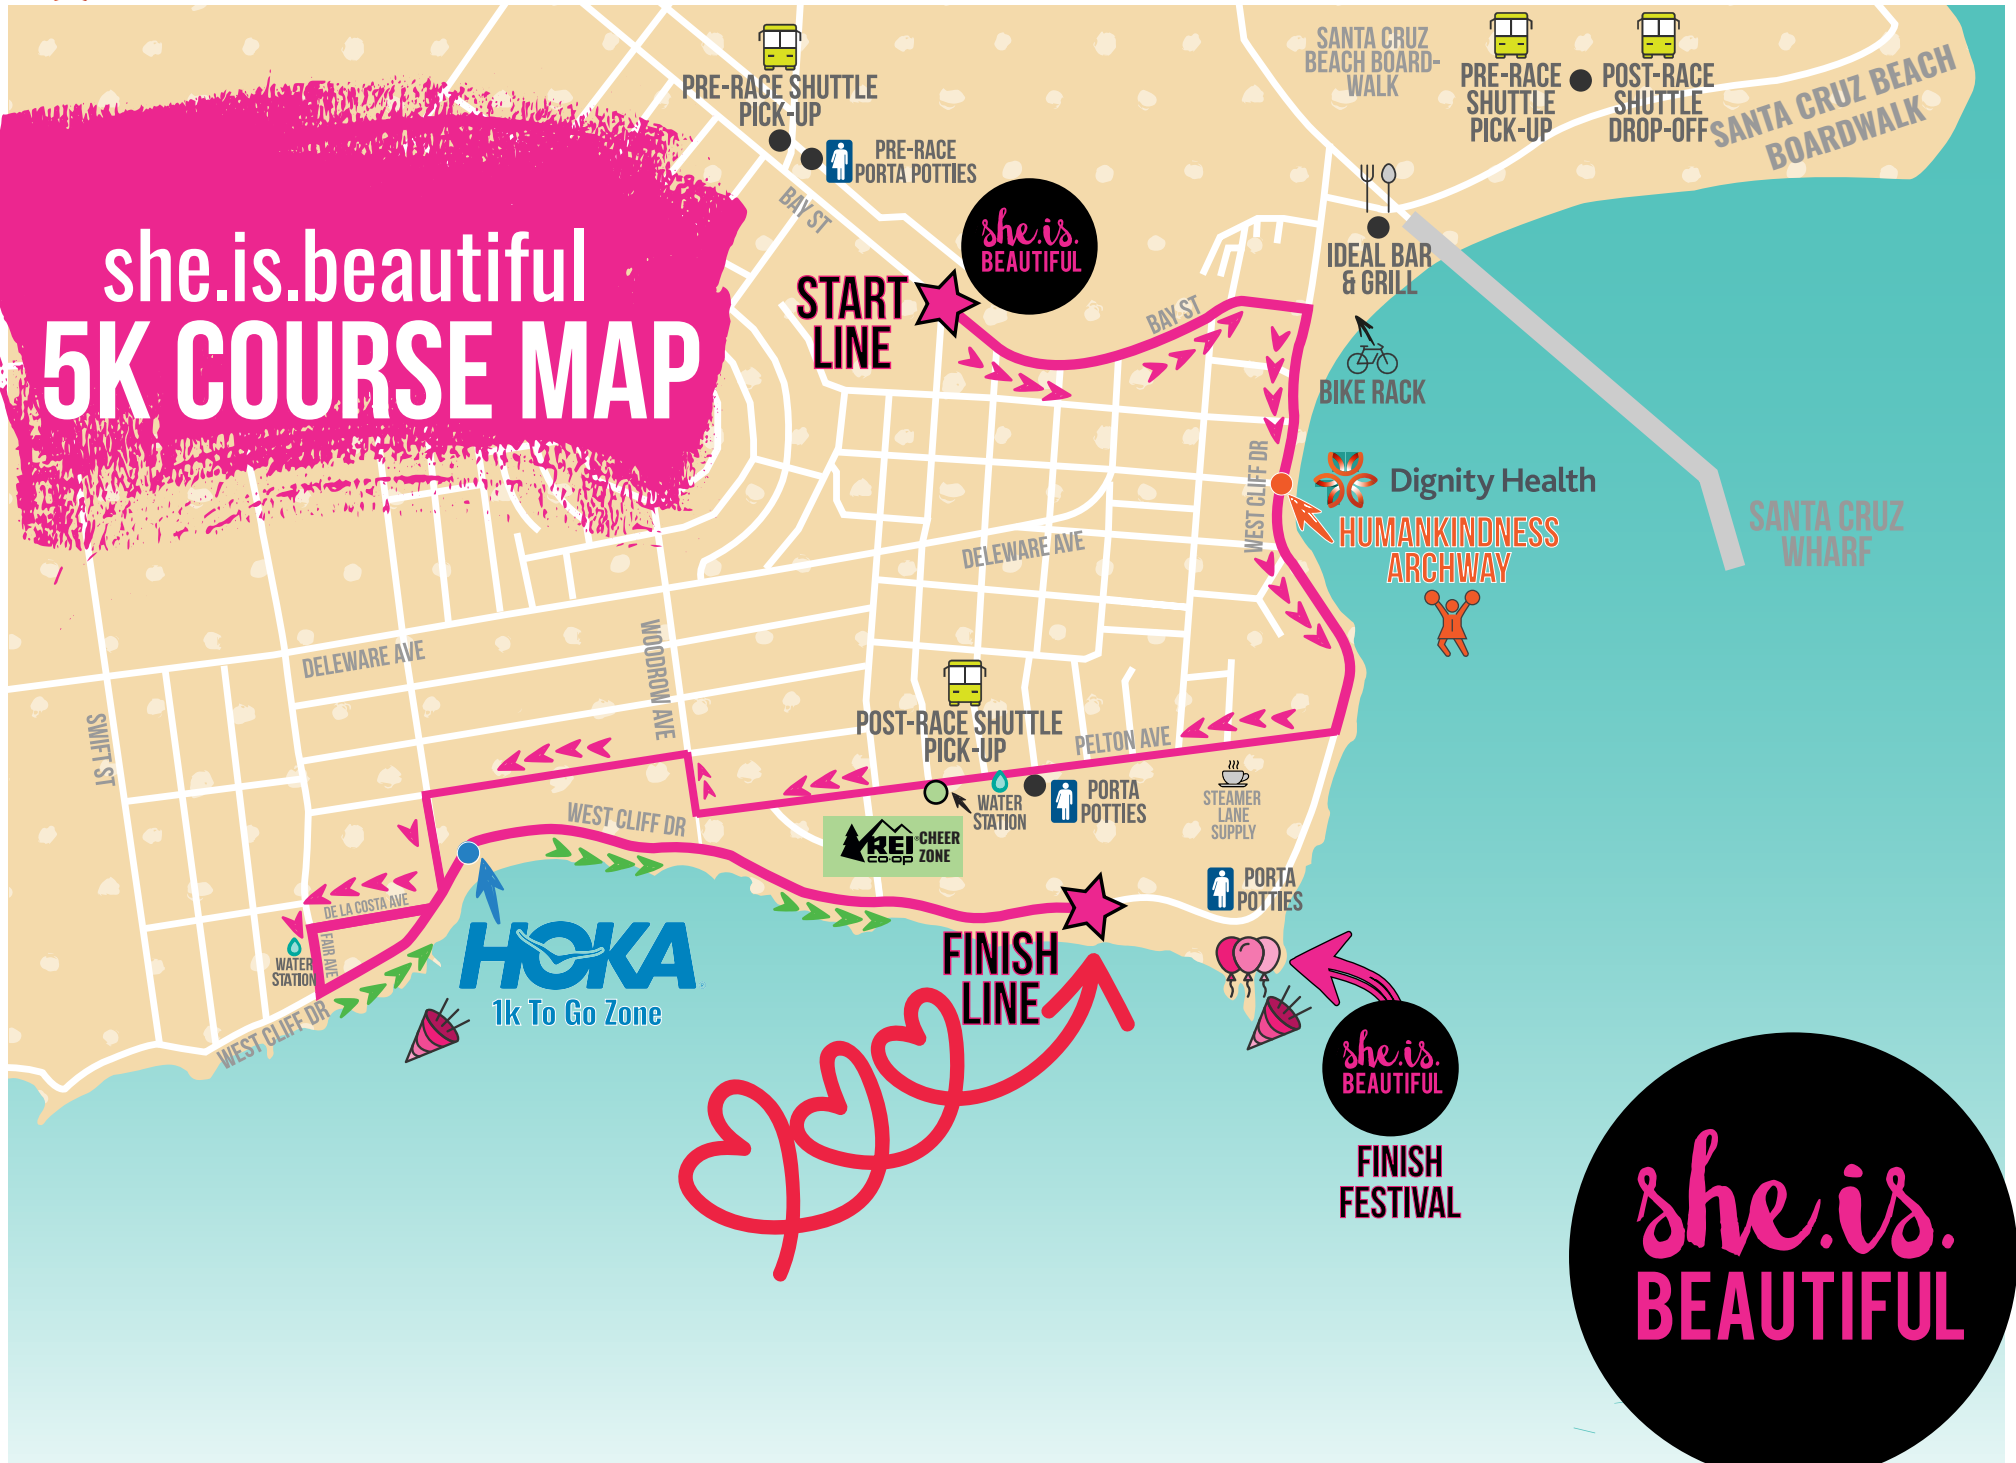 she.is.beautiful
5K COURSE MAP
PRE-RACE SHUTTLE
PICK-UP
PRE-RACE
PORTA POTTIES
BAY ST
she.is.
BEAUTIFUL
START
LINE
SANTA CRUZ
BEACH BOARD-
WALK
PRE-RACE
SHUTTLE
PICK-UP
POST-RACE
SHUTTLE
DROP-OFF
SANTA CRUZ BEACH
BOARDWALK
IDEAL BAR
& GRILL
BAY ST
BIKE RACK
WEST CLIFF DR
Dignity Health
HUMANKINDNESS
ARCHWAY
SANTA CRUZ
WHARF
DELEWARE AVE
DELEWARE AVE
WOODROW AVE
SWIFT ST
POST-RACE SHUTTLE
PICK-UP
PELTON AVE
WATER
STATION
PORTA
POTTIES
STEAMER
LANE
SUPPLY
WEST CLIFF DR
REI
CO-OP
CHEER
ZONE
PORTA
POTTIES
DE LA COSTA AVE
FAIR AVE
WATER
STATION
WEST CLIFF DR
HOKA
1k To Go Zone
FINISH
LINE
she.is.
BEAUTIFUL
FINISH
FESTIVAL
she.is.
BEAUTIFUL